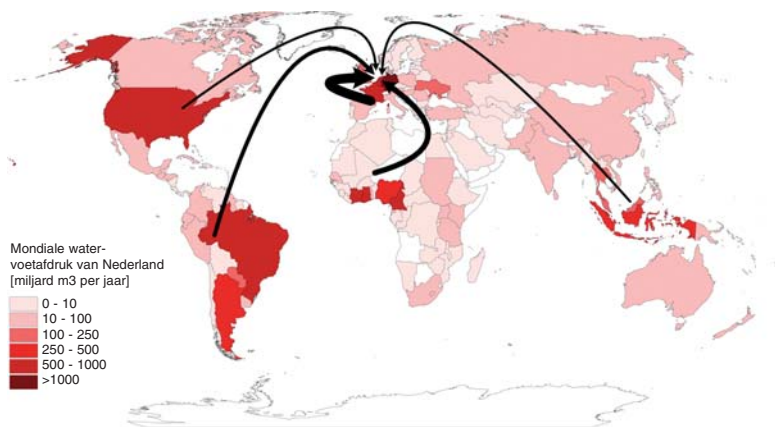 Mondiale water-
voetafdruk van Nederland
[miljard m3 per jaar]
0 - 10
10 - 100
100 - 250
250 - 500
500 - 1000
>1000